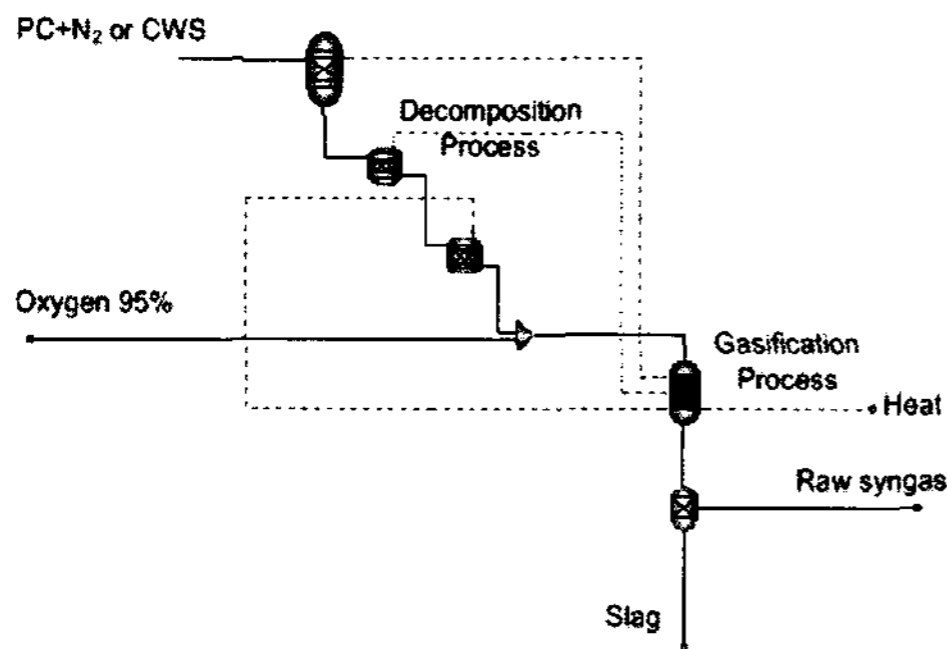 PC+N₂ or CWS
Decomposition
Process
Oxygen 95%
Gasification
Process
Heat
Raw syngas
Slag